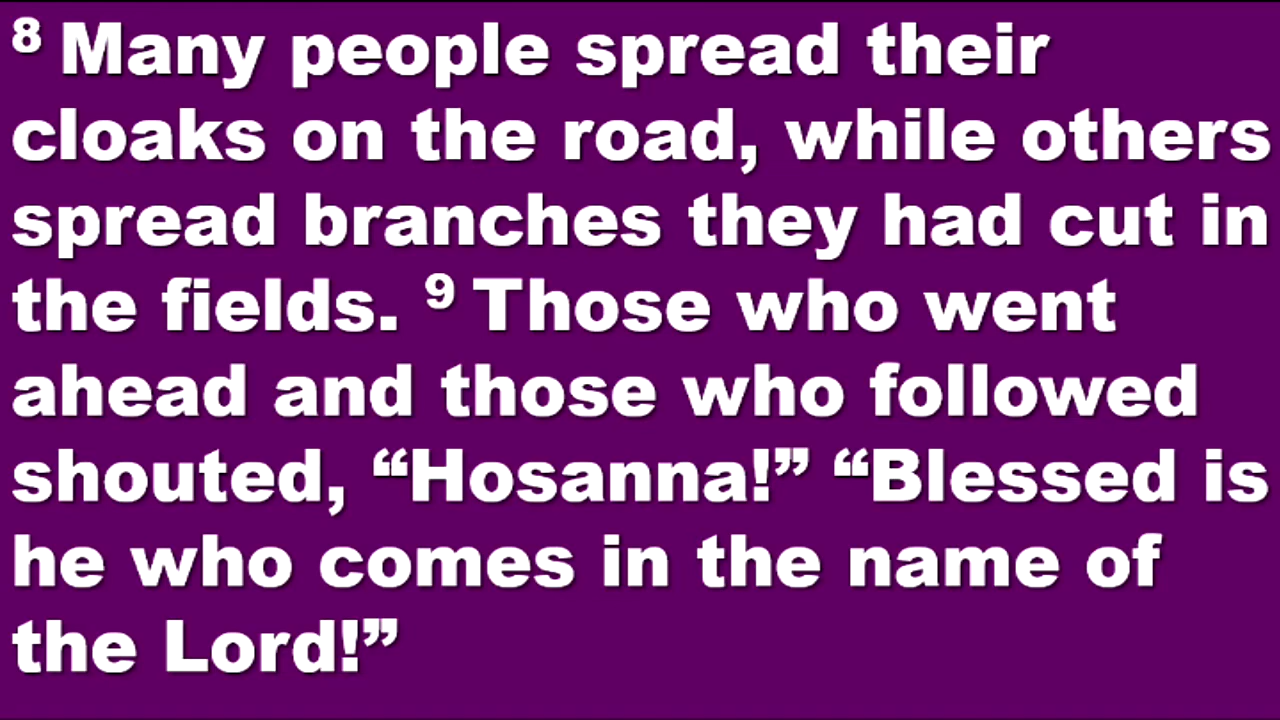 ⁸ Many people spread their
cloaks on the road, while others
spread branches they had cut in
the fields. ⁹ Those who went
ahead and those who followed
shouted, “Hosanna!” “Blessed is
he who comes in the name of
the Lord!”